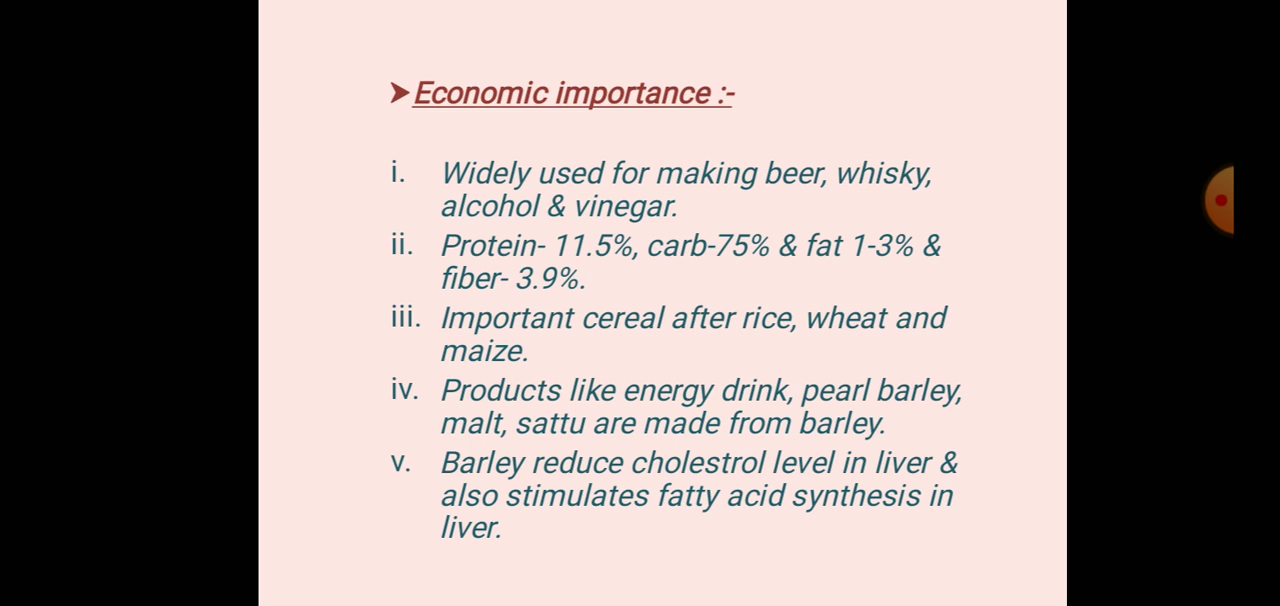 ➤Economic importance :-
i. Widely used for making beer, whisky,
alcohol & vinegar.
ii. Protein- 11.5%, carb-75% & fat 1-3% &
fiber- 3.9%.
iii. Important cereal after rice, wheat and
maize.
iv. Products like energy drink, pearl barley,
malt, sattu are made from barley.
v. Barley reduce cholestrol level in liver &
also stimulates fatty acid synthesis in
liver.